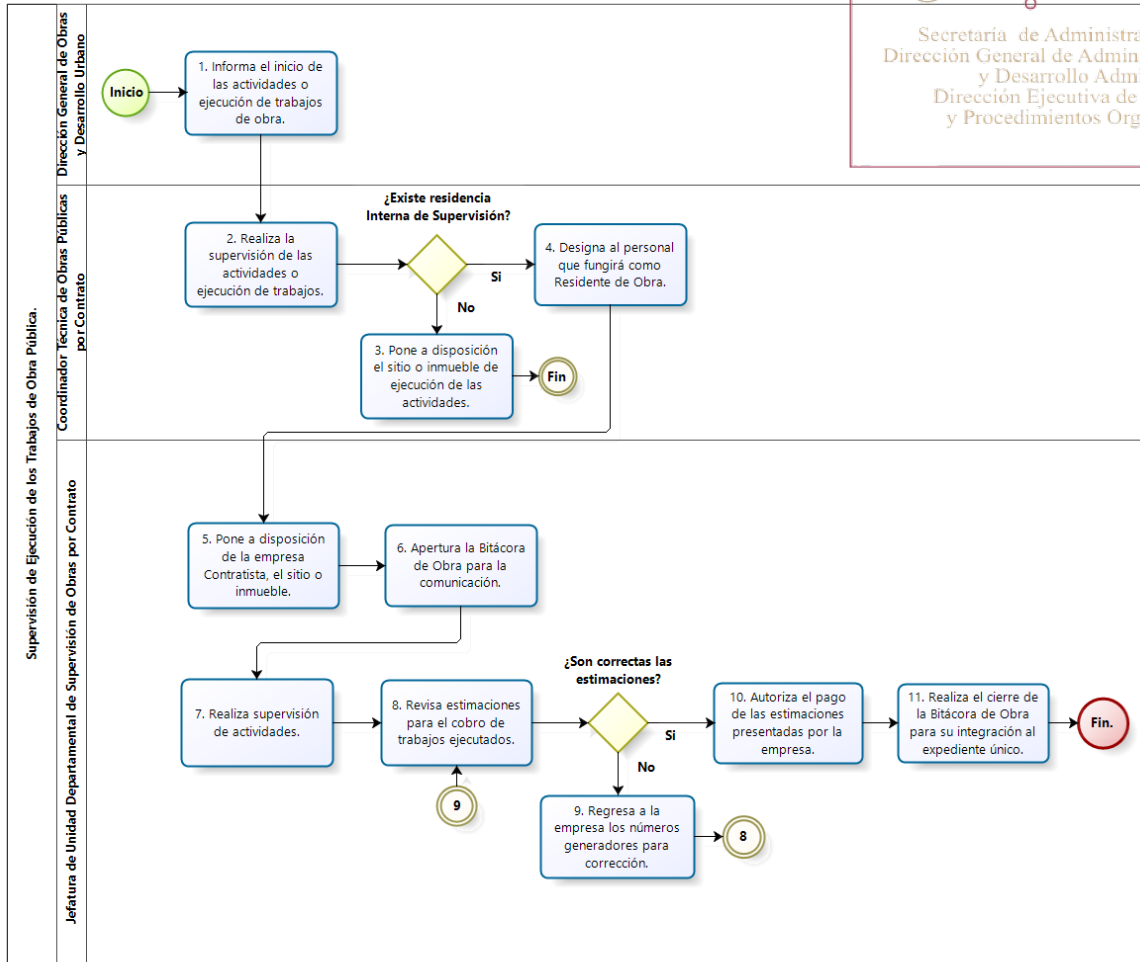 Secretaría de Administra
Dirección General de Admini
y Desarrollo Admi
Dirección Ejecutiva de
y Procedimientos Org
Supervisión de Ejecución de los Trabajos de Obra Pública.
Dirección General de Obras
y Desarrollo Urbano
Inicio
1. Informa el inicio de
las actividades o
ejecución de trabajos
de obra.
Coordinador Técnica de Obras Públicas
por Contrato
2. Realiza la
supervisión de las
actividades o
ejecución de trabajos.
¿Existe residencia
Interna de Supervisión?
Si
No
4. Designa al personal
que fungirá como
Residente de Obra.
3. Pone a disposición
el sitio o inmueble de
ejecución de las
actividades.
Fin
Jefatura de Unidad Departamental de Supervisión de Obras por Contrato
5. Pone a disposición
de la empresa
Contratista, el sitio o
inmueble.
6. Apertura la Bitácora
de Obra para la
comunicación.
7. Realiza supervisión
de actividades.
8. Revisa estimaciones
para el cobro de
trabajos ejecutados.
9
¿Son correctas las
estimaciones?
Si
No
10. Autoriza el pago
de las estimaciones
presentadas por la
empresa.
11. Realiza el cierre de
la Bitácora de Obra
para su integración al
expediente único.
Fin.
9. Regresa a la
empresa los números
generadores para
corrección.
8